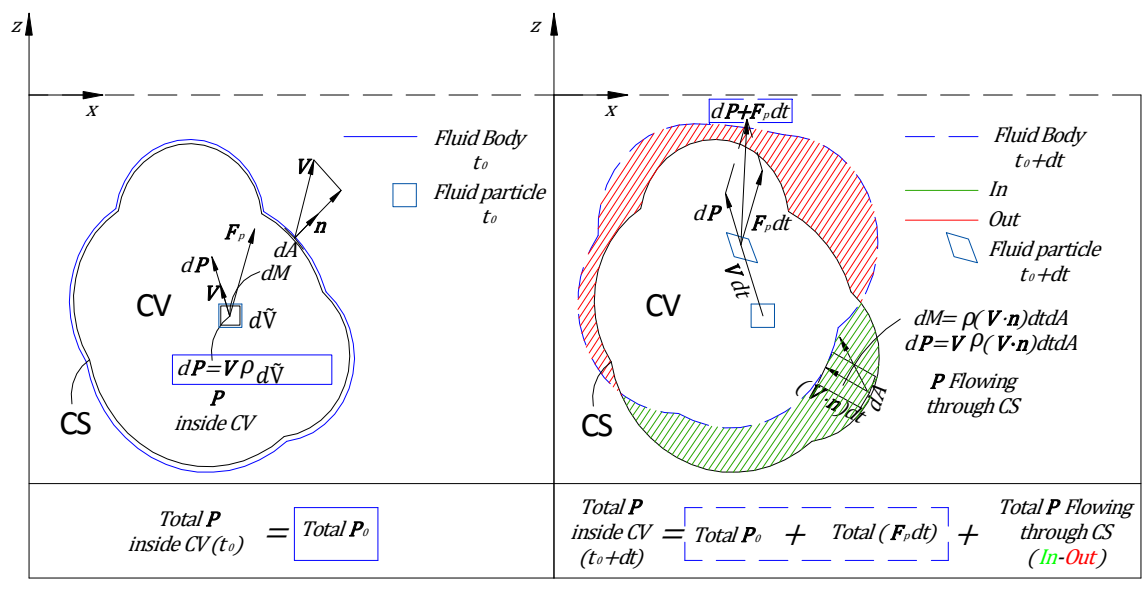 z
x
Fluid Body
t₀
Fluid particle
t₀
V
n
dA
Fₚ
dP
dM
V
CV
dṼ
dP=VρdṼ
P
inside CV
CS
Total P
inside CV(t₀)
=
Total P₀
z
x
dP+Fₚdt
Fluid Body
t₀+dt
In
Out
Fluid particle
t₀+dt
dP
Fₚdt
Vdt
CV
dM=ρ(V·n)dtdA
dP=Vρ(V·n)dtdA
P Flowing
through CS
(V·n)dt
dA
CS
Total P
inside CV
(t₀+dt)
=
Total P₀ + Total (Fₚdt)
+
Total P Flowing
through CS
(In-Out)